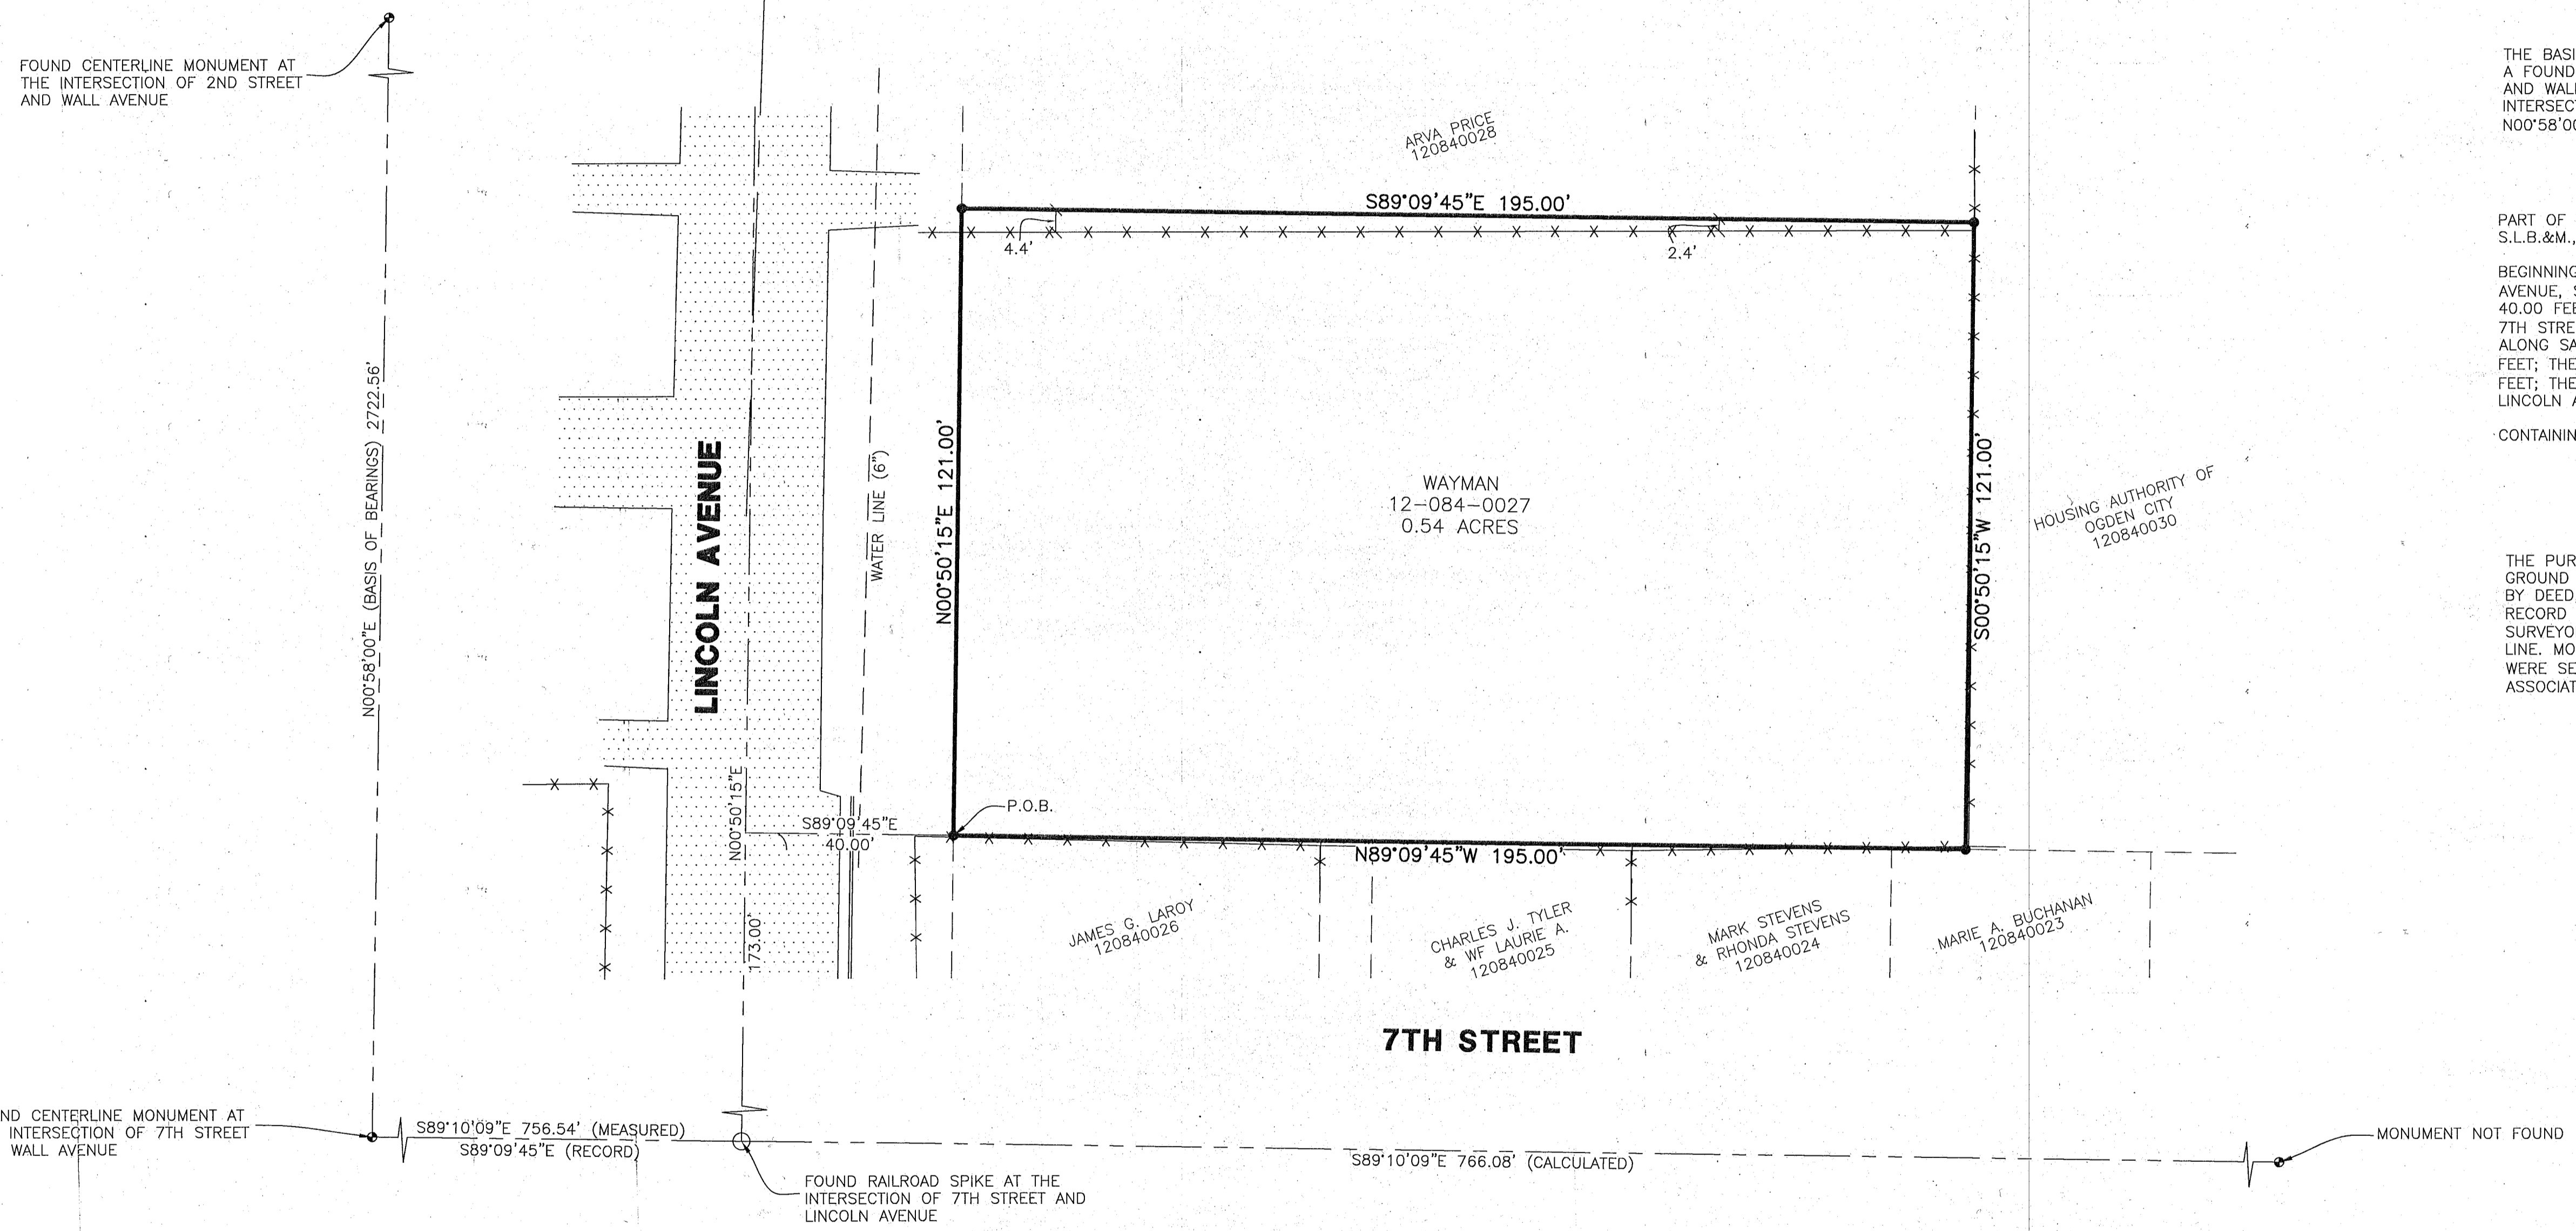 FOUND CENTERLINE MONUMENT AT
THE INTERSECTION OF 2ND STREET
AND WALL AVENUE
N00°58'00"E (BASIS OF BEARINGS) 2722.56'
LINCOLN AVENUE
WATER LINE (6")
ARVA PRICE
120840028
S89°09'45"E 195.00'
4.4'
2.4'
N00°50'15"E 121.00'
WAYMAN
12-084-0027
0.54 ACRES
S00°50'15"W 121.00'
HOUSING AUTHORITY OF
OGDEN CITY
120840030
N00°50'15"E
173.00'
S89°09'45"E
40.00'
P.O.B.
N89°09'45"W 195.00'
JAMES G. LAROY
120840026
CHARLES J. TYLER
& WF LAURIE A.
120840025
MARK STEVENS
& RHONDA STEVENS
120840024
MARIE A. BUCHANAN
120840023
7TH STREET
ND CENTERLINE MONUMENT AT
INTERSECTION OF 7TH STREET
WALL AVENUE
S89°10'09"E 756.54' (MEASURED)
S89°09'45"E (RECORD)
FOUND RAILROAD SPIKE AT THE
INTERSECTION OF 7TH STREET AND
LINCOLN AVENUE
S89°10'09"E 766.08' (CALCULATED)
MONUMENT NOT FOUND
THE BASI
A FOUND
AND WAL
INTERSEC
N00°58'00
PART OF
S.L.B.&M.,
BEGINNING
AVENUE, S
40.00 FEE
7TH STRE
ALONG SA
FEET; THE
FEET; THE
LINCOLN A
CONTAININ
THE PUR
GROUND
BY DEED
RECORD
SURVEYO
LINE. MO
WERE SE
ASSOCIAT